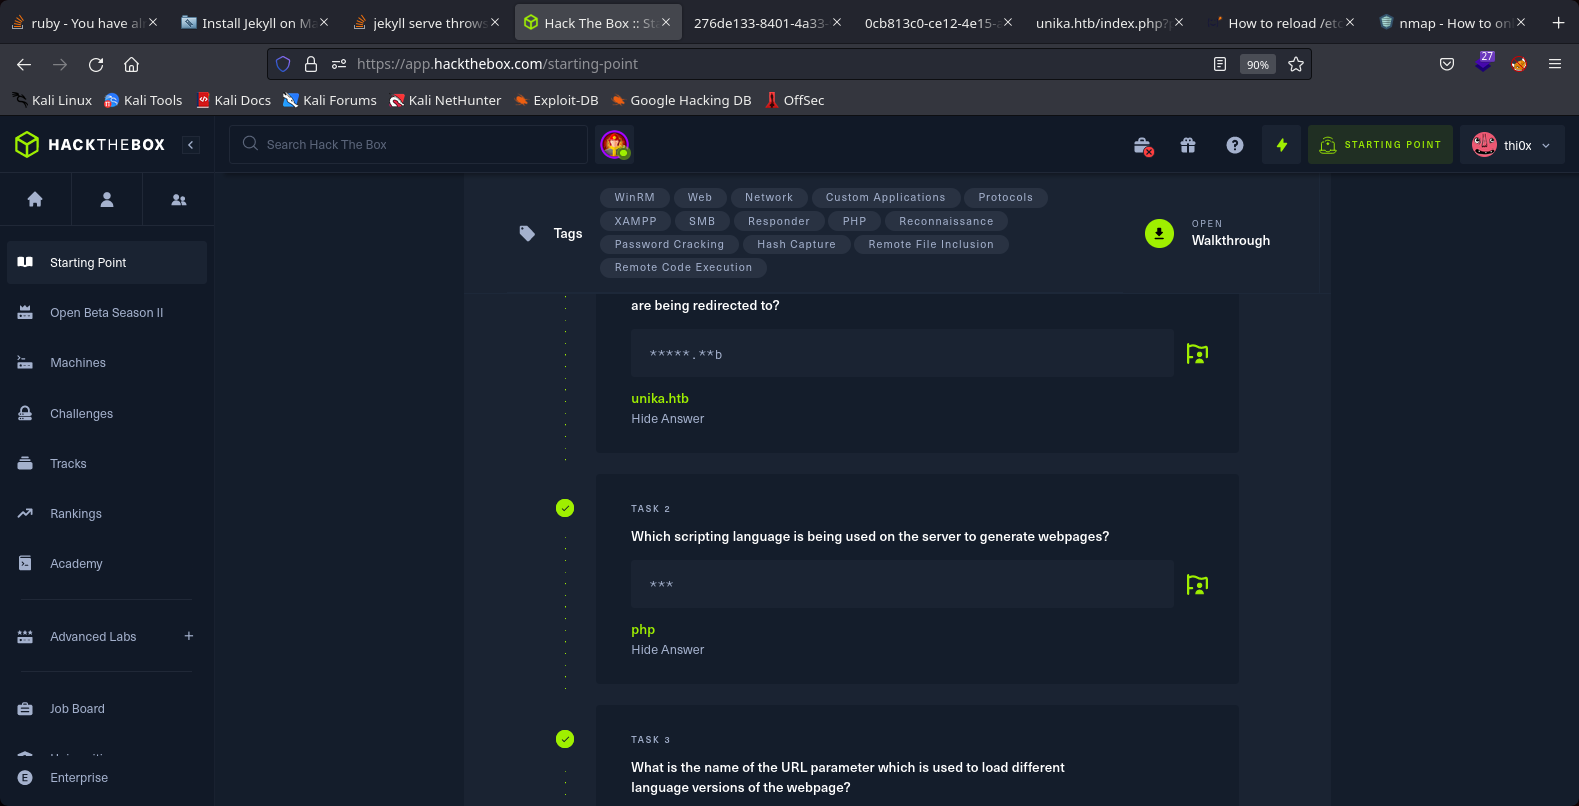 ruby - You have al
Install Jekyll on Ma
jekyll serve throws
Hack The Box :: Sta
276de133-8401-4a33-
0cb813c0-ce12-4e15-a
unika.htb/index.php?p
How to reload /etc
nmap - How to on
https://app.hackthebox.com/starting-point
90%
27
Kali Linux
Kali Tools
Kali Docs
Kali Forums
Kali NetHunter
Exploit-DB
Google Hacking DB
OffSec
HACKTHEBOX
Search Hack The Box
STARTING POINT
thi0x
Starting Point
Open Beta Season II
Machines
Challenges
Tracks
Rankings
Academy
Advanced Labs
Job Board
E Enterprise
Tags
WinRM Web Network Custom Applications Protocols
XAMPP SMB Responder PHP Reconnaissance
Password Cracking Hash Capture Remote File Inclusion
Remote Code Execution
OPEN
Walkthrough
are being redirected to?
*****.**b
unika.htb
Hide Answer
TASK 2
Which scripting language is being used on the server to generate webpages?
***
php
Hide Answer
TASK 3
What is the name of the URL parameter which is used to load different
language versions of the webpage?